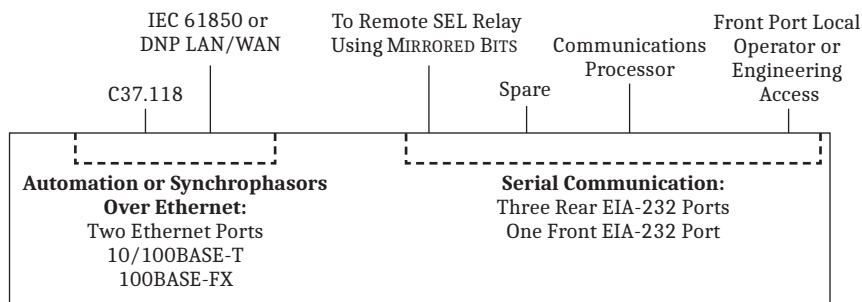 IEC 61850 or
DNP LAN/WAN
C37.118
To Remote SEL Relay
Using MIRRORED BITS
Spare
Communications
Processor
Front Port Local
Operator or
Engineering
Access
Automation or Synchrophasors
Over Ethernet:
Two Ethernet Ports
10/100BASE-T
100BASE-FX
Serial Communication:
Three Rear EIA-232 Ports
One Front EIA-232 Port